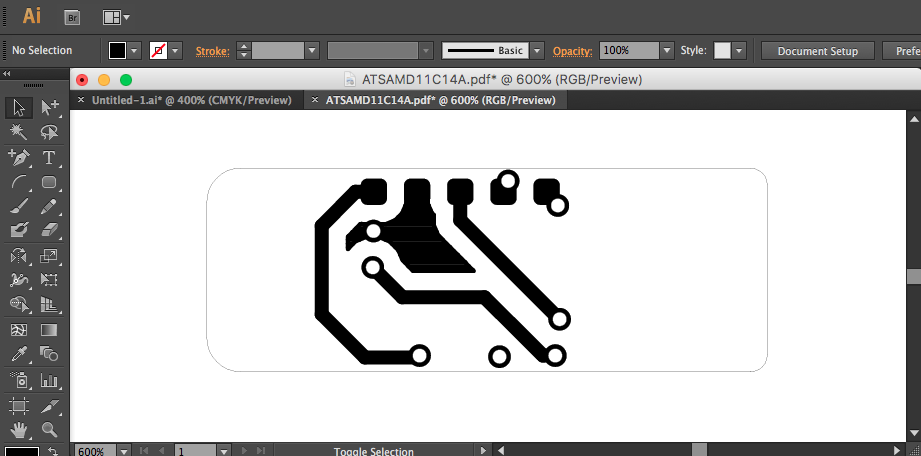 Ai Br
No Selection Stroke: Basic Opacity: 100% Style: Document Setup Prefe
ATSAMD11C14A.pdf* @ 600% (RGB/Preview)
× Untitled-1.ai* @ 400% (CMYK/Preview) × ATSAMD11C14A.pdf* @ 600% (RGB/Preview)
T
600% 1 Toggle Selection